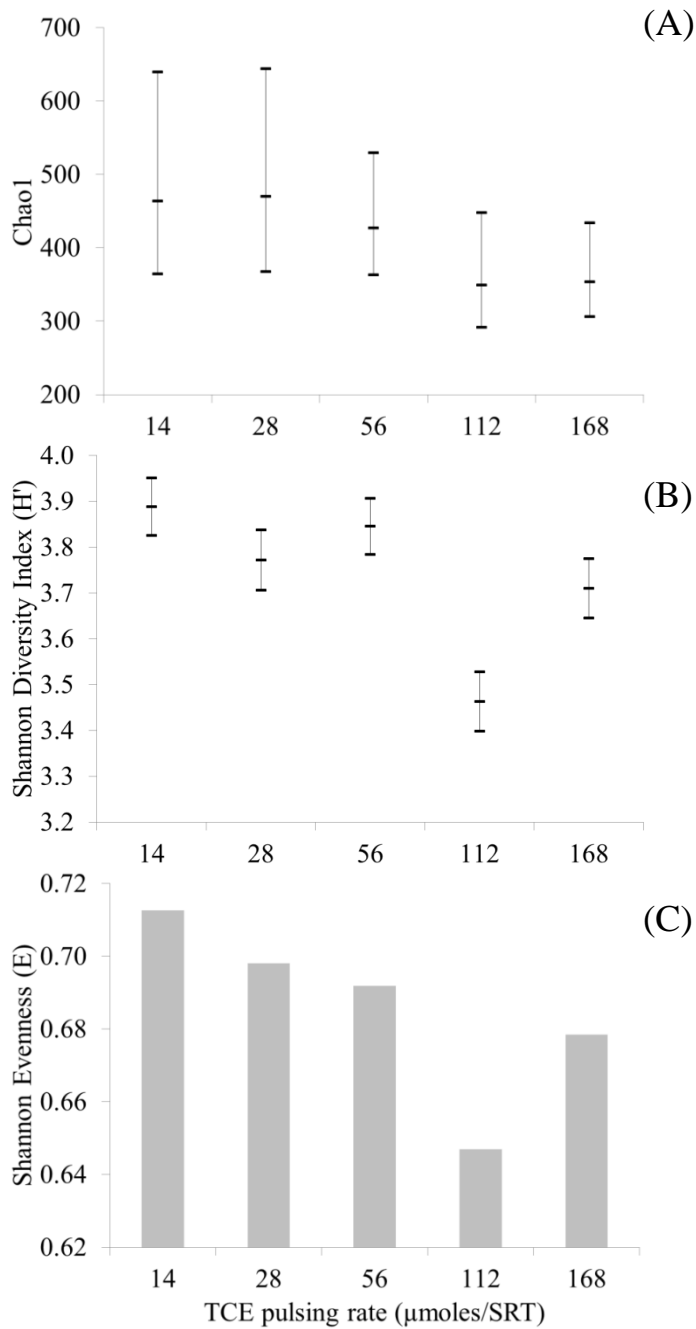 (A)
Chao1
700
600
500
400
300
200
14 28 56 112 168
(B)
Shannon Diversity Index (H')
4.0
3.9
3.8
3.7
3.6
3.5
3.4
3.3
3.2
14 28 56 112 168
(C)
Shannon Evenness (E)
0.72
0.70
0.68
0.66
0.64
0.62
14 28 56 112 168
TCE pulsing rate (µmoles/SRT)